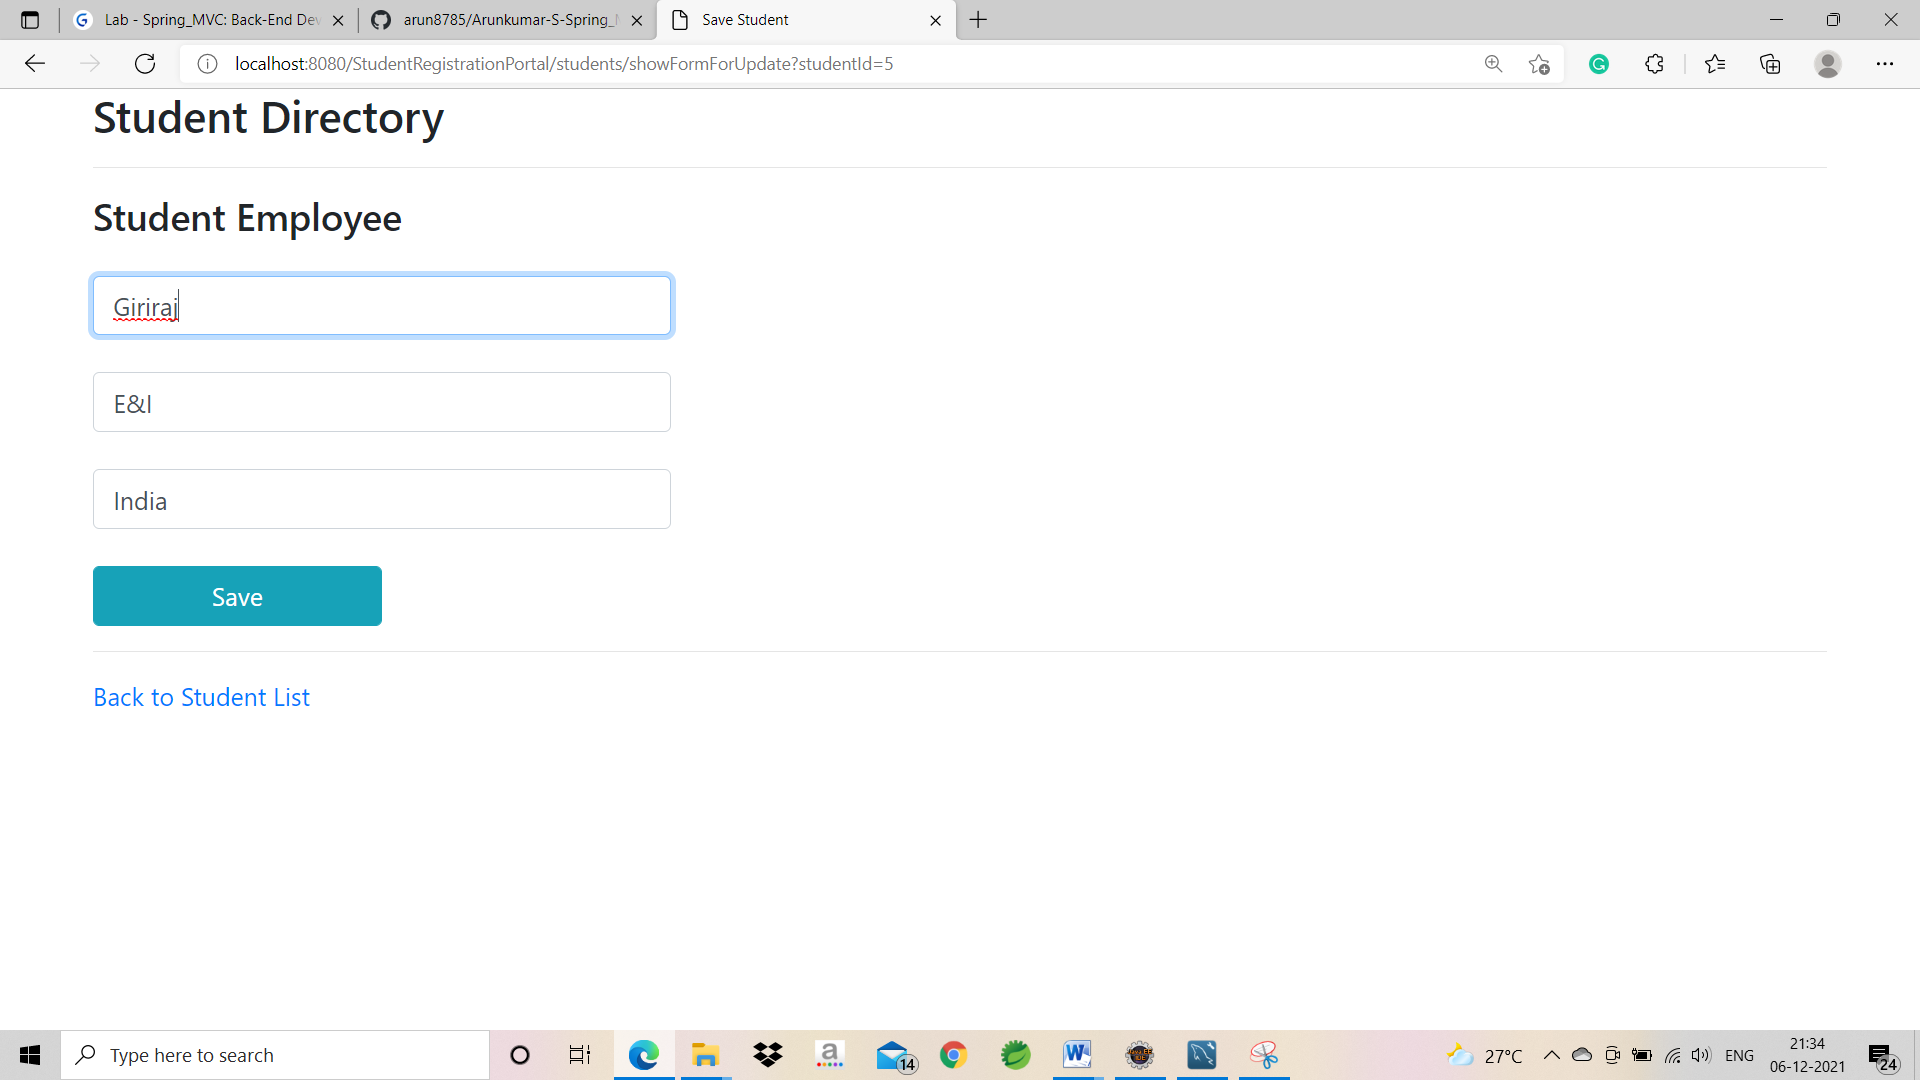 Lab - Spring_MVC: Back-End Dev
arun8785/Arunkumar-S-Spring_M
Save Student
localhost:8080/StudentRegistrationPortal/students/showFormForUpdate?studentId=5
Student Directory
Student Employee
Giriraj
E&I
India
Save
Back to Student List
Type here to search
14
27°C
ENG
21:34
06-12-2021
24